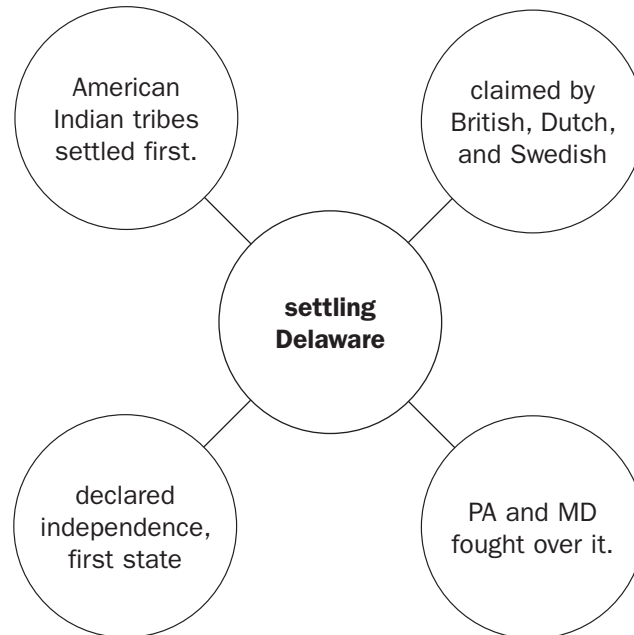 American
Indian tribes
settled first.
claimed by
British, Dutch,
and Swedish
settling
Delaware
declared
independence,
first state
PA and MD
fought over it.